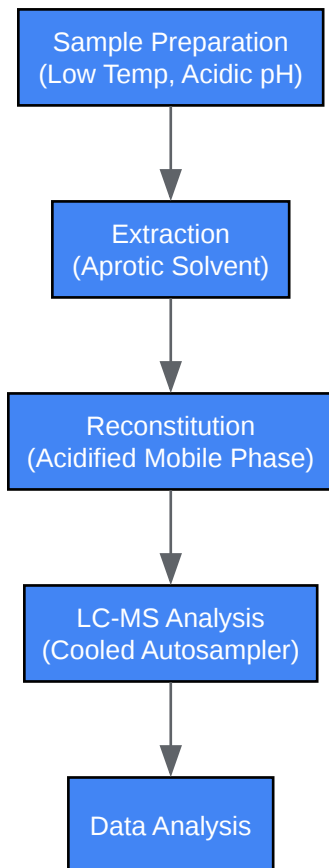 Sample Preparation
(Low Temp, Acidic pH)
Extraction
(Aprotic Solvent)
Reconstitution
(Acidified Mobile Phase)
LC-MS Analysis
(Cooled Autosampler)
Data Analysis